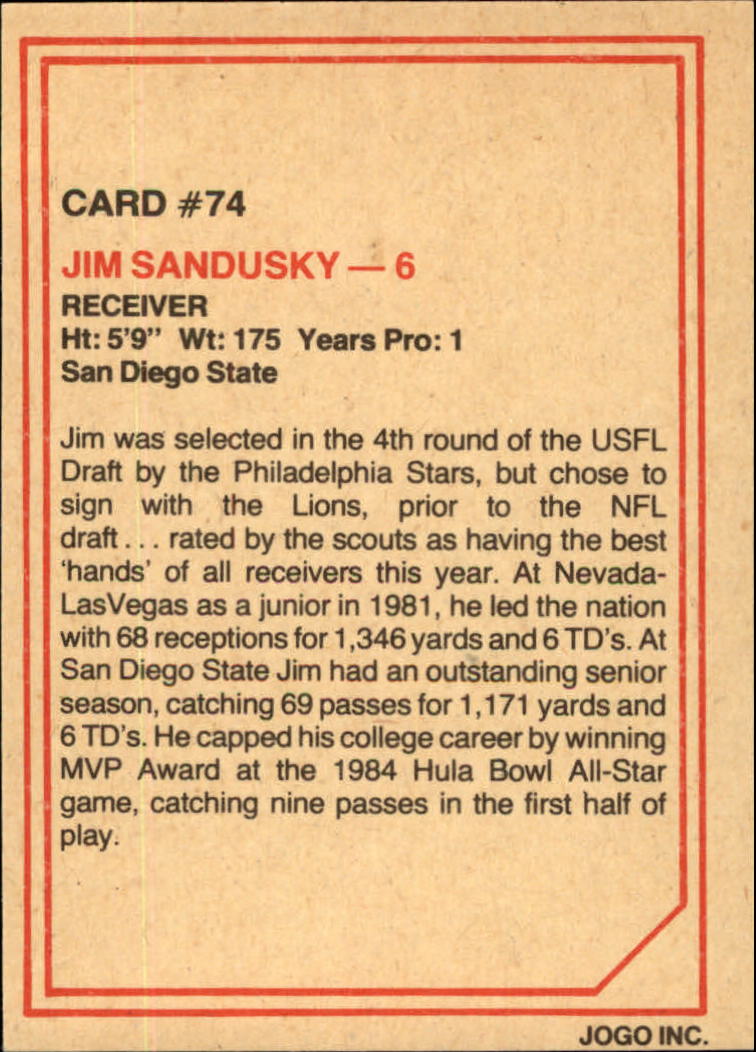 CARD #74
JIM SANDUSKY — 6
RECEIVER
Ht: 5'9" Wt: 175 Years Pro: 1
San Diego State
Jim was selected in the 4th round of the USFL
Draft by the Philadelphia Stars, but chose to
sign with the Lions, prior to the NFL
draft... rated by the scouts as having the best
'hands' of all receivers this year. At Nevada-
LasVegas as a junior in 1981, he led the nation
with 68 receptions for 1,346 yards and 6 TD's. At
San Diego State Jim had an outstanding senior
season, catching 69 passes for 1,171 yards and
6 TD's. He capped his college career by winning
MVP Award at the 1984 Hula Bowl All-Star
game, catching nine passes in the first half of
play.
JOGO INC.